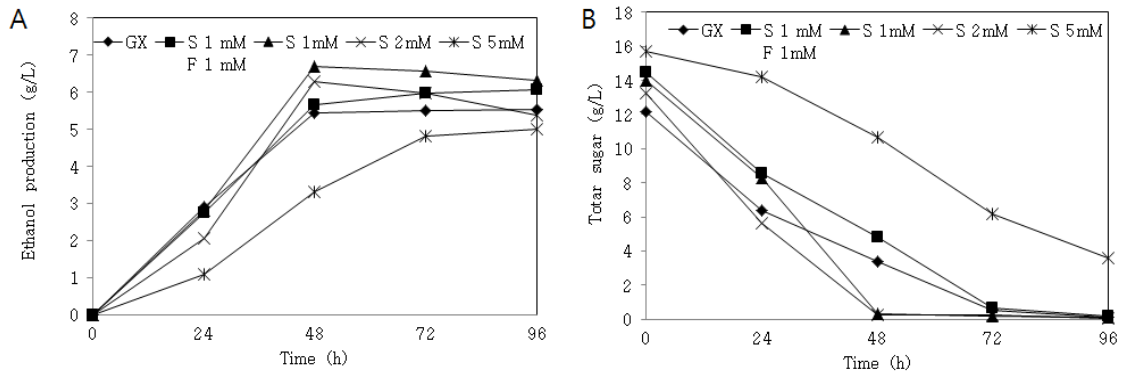 A
8
7
6
5
4
3
2
1
0
Ethanol production (g/L)
GX S 1 mM S 1mM S 2mM S 5mM
F 1 mM
0 24 48 72 96
Time (h)
B
18
16
14
12
10
8
6
4
2
0
Totar sugar (g/L)
GX S 1 mM S 1mM S 2mM S 5mM
F 1mM
0 24 48 72 96
Time (h)